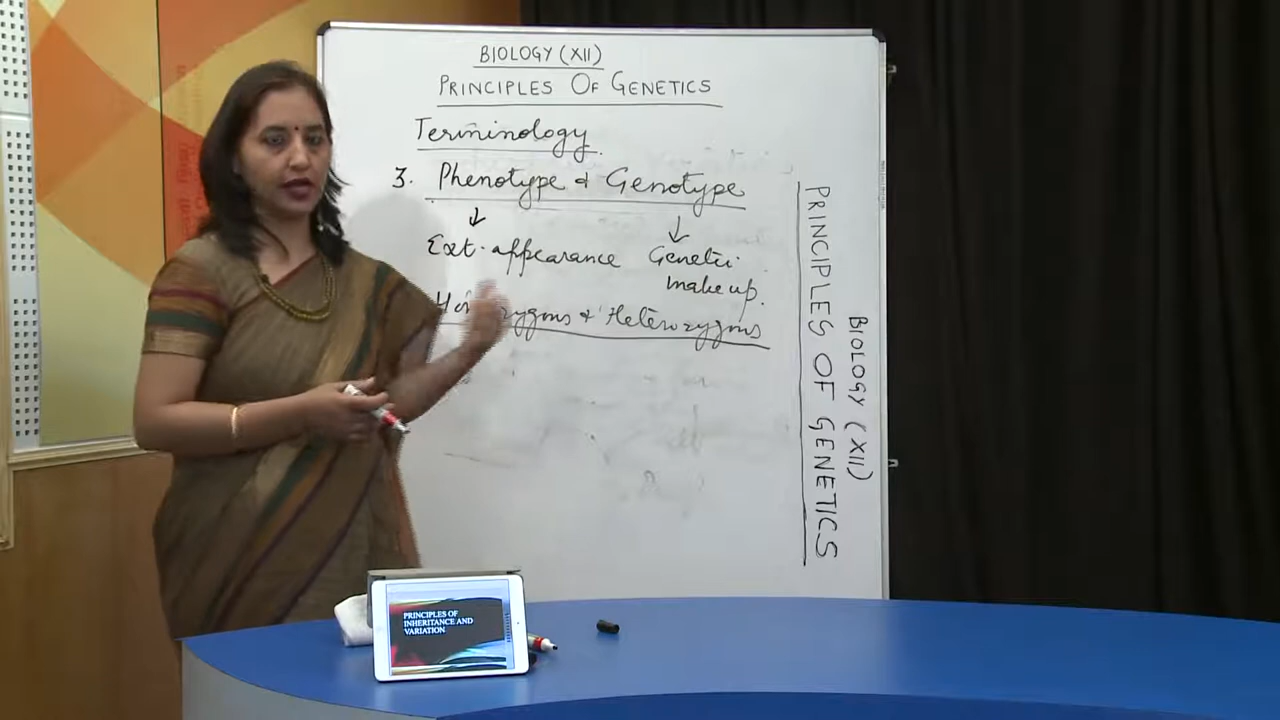 BIOLOGY (XII)
PRINCIPLES OF GENETICS
Terminology
3. Phenotype & Genotype
↓ ↓
Ext. appearance Genetic
make up.
& Heterozygous
BIOLOGY (XII)
PRINCIPLES OF GENETICS
PRINCIPLES OF
INHERITANCE AND
VARIATION